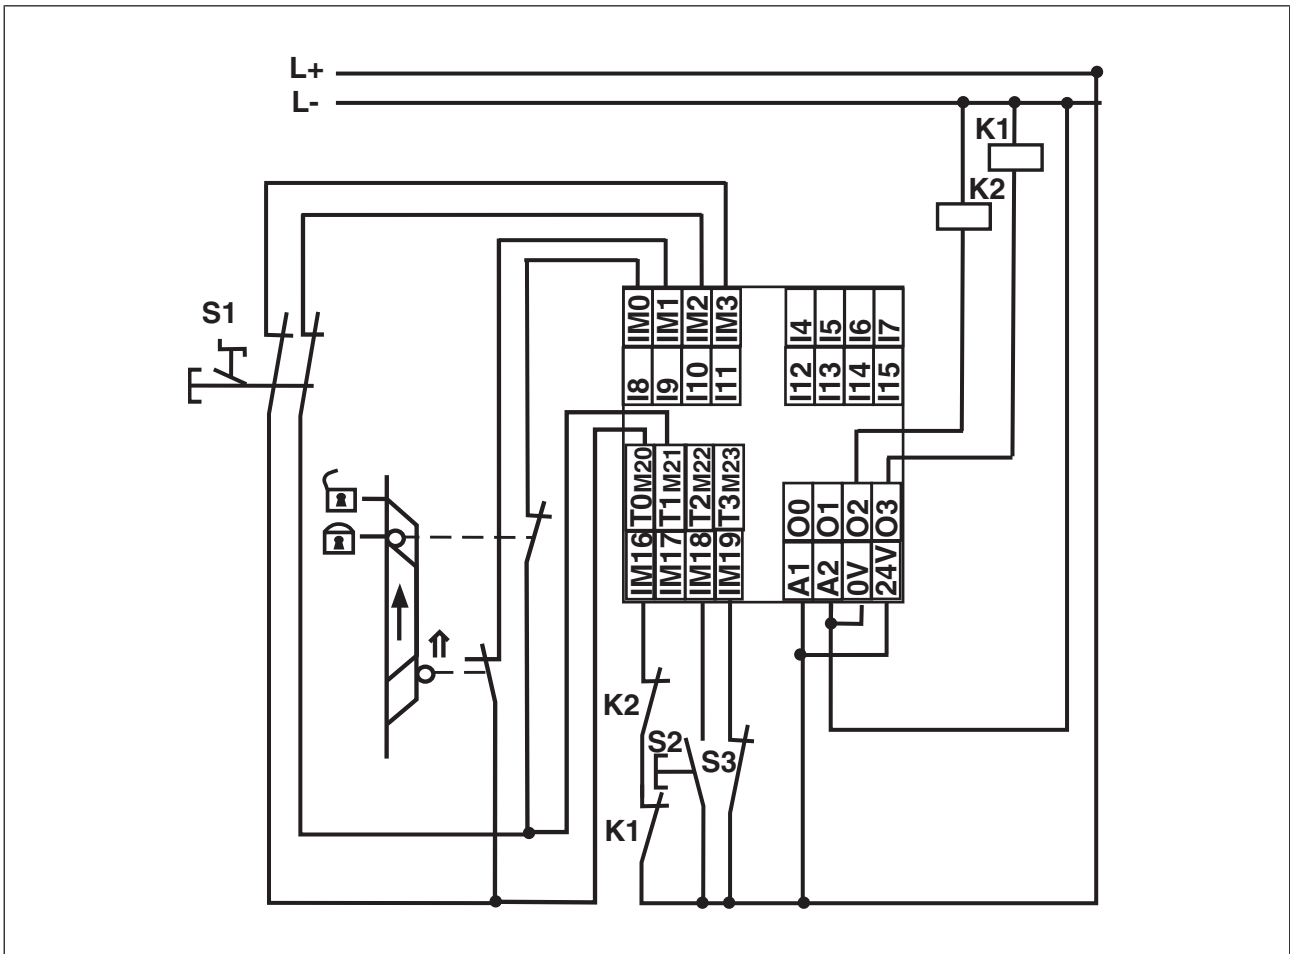 L+
L-
K1
K2
S1
IM0 IM1 IM2 IM3
I4 I5 I6 I7
I8 I9 I10 I11
I12 I13 I14 I15
T0M20 T1M21 T2M22 T3M23
O0 O1 O2 O3
IM16 IM17 IM18 IM19
A1 A2 0V 24V
K2
S2
S3
K1